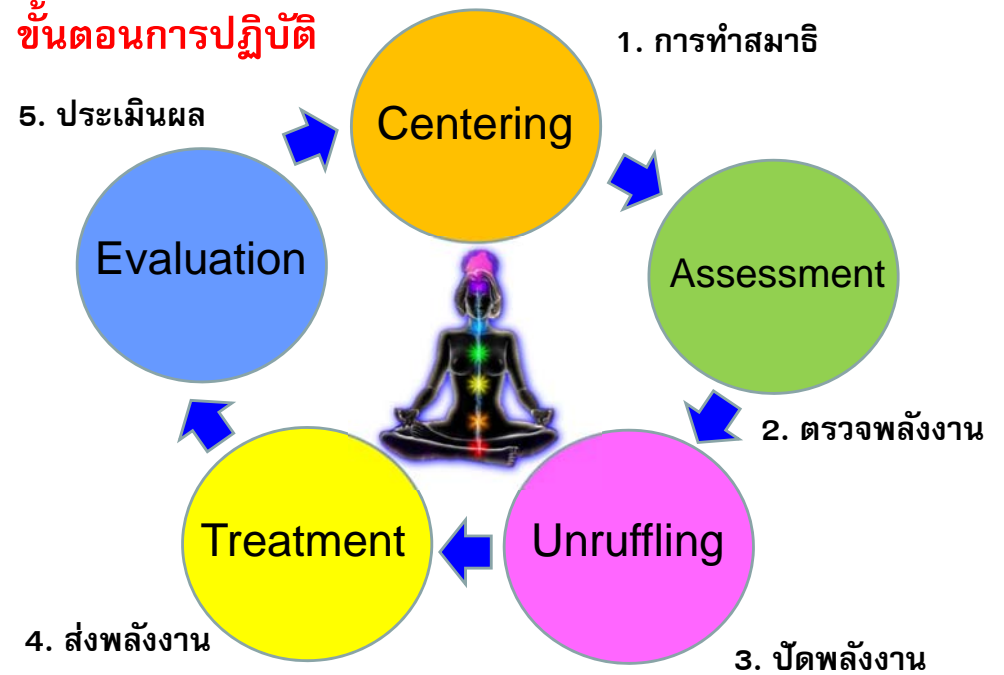 ขั้นตอนการปฏิบัติ
1. การทำสมาธิ
Centering
5. ประเมินผล
Evaluation
Assessment
2. ตรวจพลังงาน
Treatment
Unruffling
4. ส่งพลังงาน
3. ปัดพลังงาน